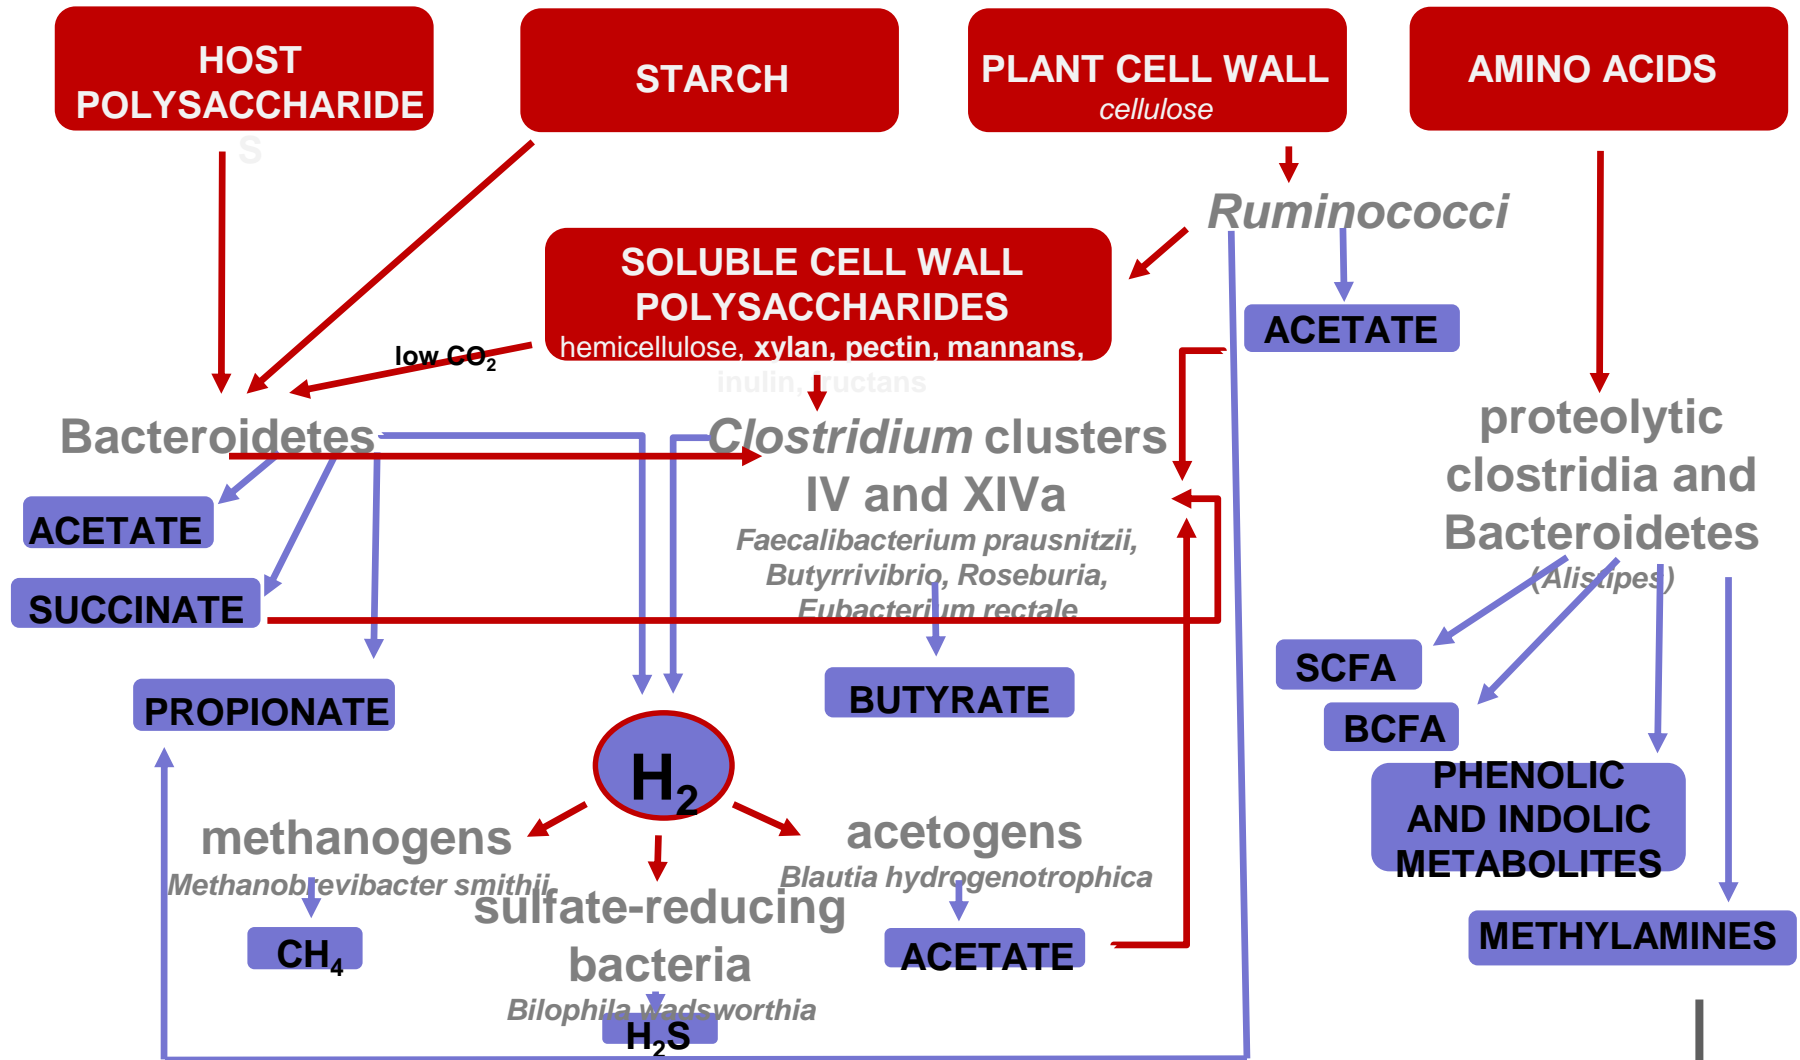 HOST
POLYSACCHARIDE
S
STARCH
PLANT CELL WALL
cellulose
AMINO ACIDS
Ruminococci
SOLUBLE CELL WALL
POLYSACCHARIDES
hemicellulose, xylan, pectin, mannans,
inulin, fructans
ACETATE
low CO₂
Bacteroidetes
Clostridium clusters
IV and XIVa
Faecalibacterium prausnitzii,
Butyrrivibrio, Roseburia,
Eubacterium rectale
proteolytic
clostridia and
Bacteroidetes
(Alistipes)
ACETATE
SUCCINATE
PROPIONATE
BUTYRATE
SCFA
BCFA
PHENOLIC
AND INDOLIC
METABOLITES
METHYLAMINES
H₂
methanogens
Methanobrevibacter smithii
CH₄
sulfate-reducing
bacteria
Bilophila wadsworthia
H₂S
acetogens
Blautia hydrogenotrophica
ACETATE